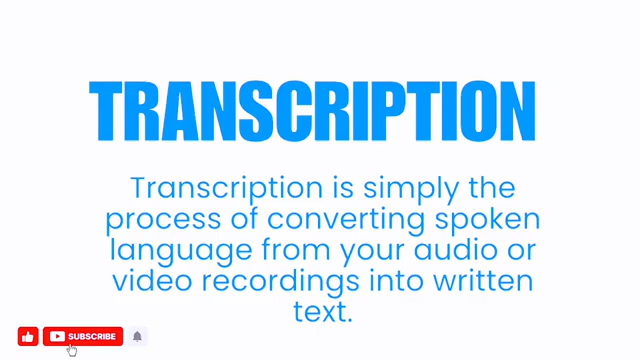 TRANSCRIPTION
Transcription is simply the
process of converting spoken
language from your audio or
video recordings into written
text.
SUBSCRIBE